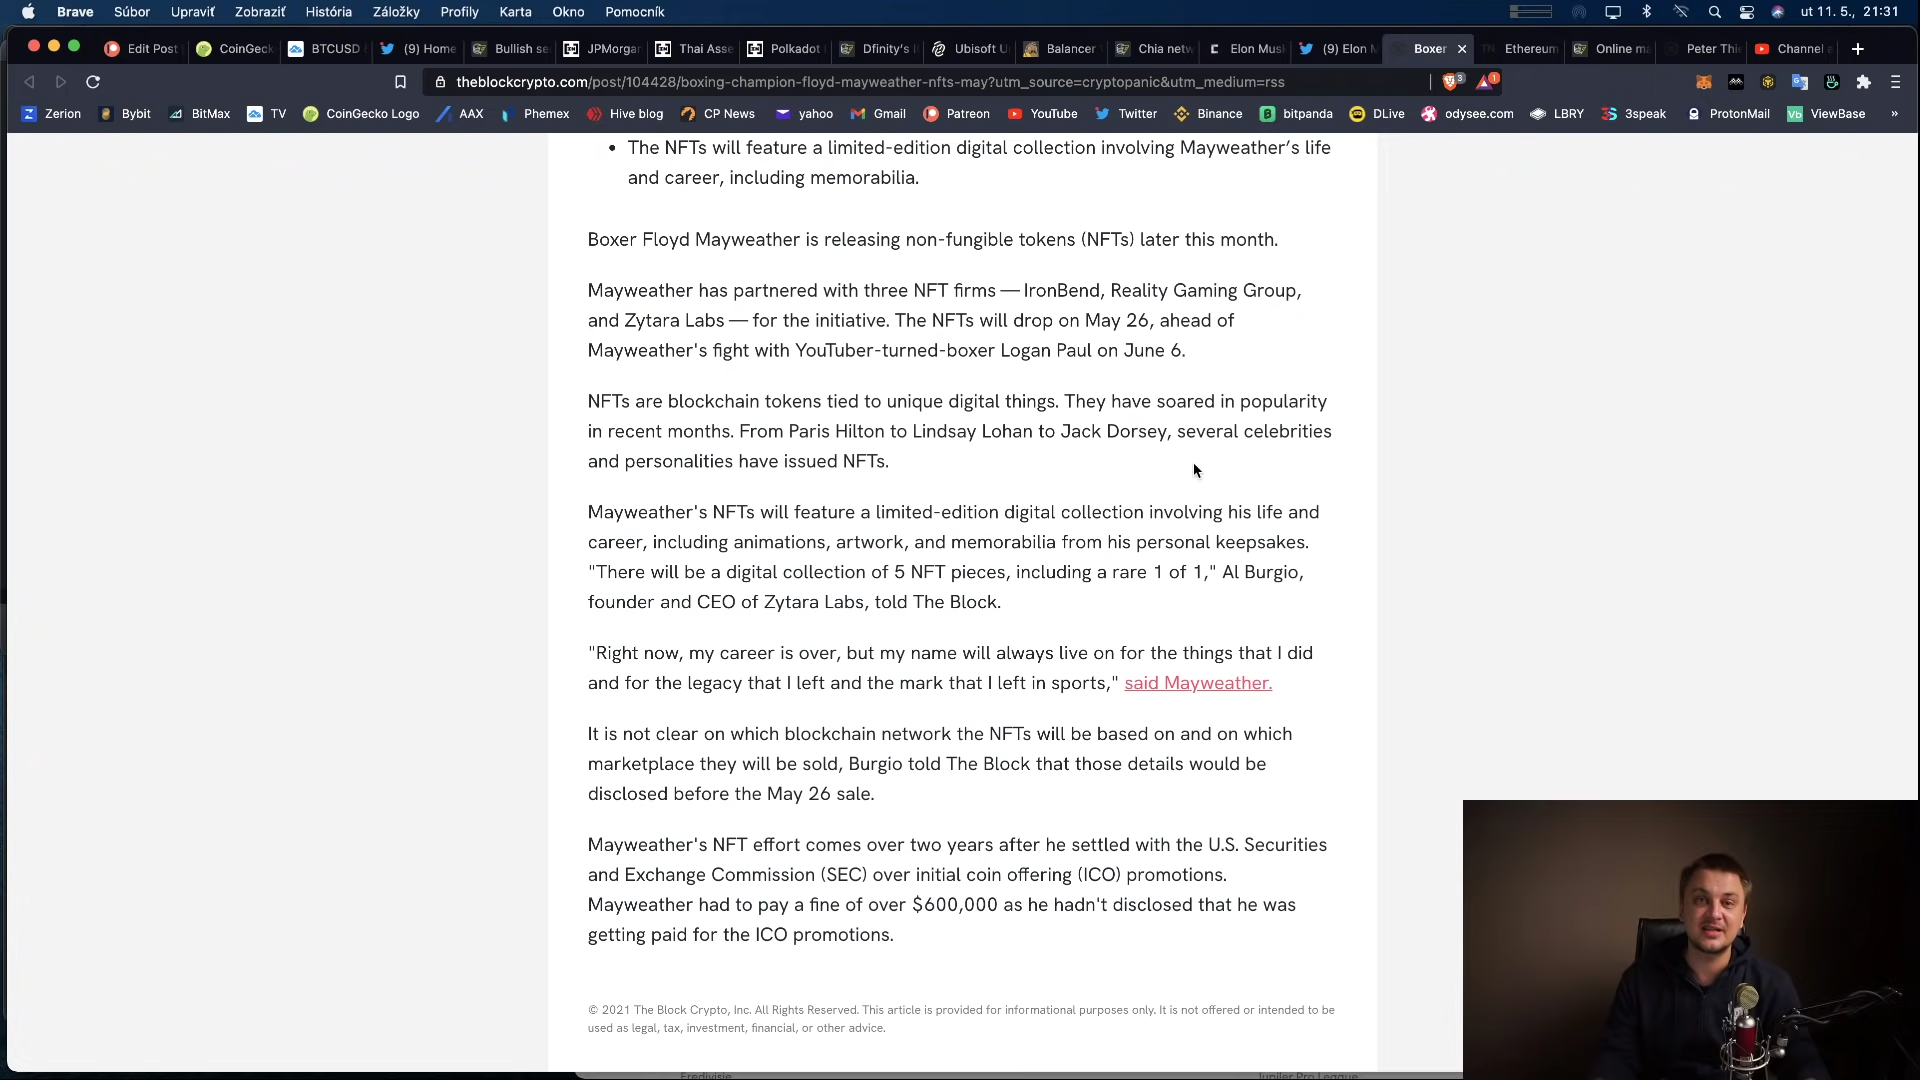 Brave Súbor Upraviť Zobraziť História Záložky Profily Karta Okno Pomocník ut 11. 5., 21:31
Edit Post CoinGeck BTCUSD (9) Home Bullish se JPMorgan Thai Asse Polkadot Dfinity's I Ubisoft U Balancer Chia netw Elon Musk (9) Elon M Boxer Ethereum Online ma Peter Thie Channel
theblockcrypto.com/post/104428/boxing-champion-floyd-mayweather-nfts-may?utm_source=cryptopanic&utm_medium=rss 3 1
Zerion Bybit BitMax TV CoinGecko Logo AAX Phemex Hive blog CP News yahoo Gmail Patreon YouTube Twitter Binance bitpanda DLive odysee.com LBRY 3speak ProtonMail Vb ViewBase »
• The NFTs will feature a limited-edition digital collection involving Mayweather’s life
and career, including memorabilia.
Boxer Floyd Mayweather is releasing non-fungible tokens (NFTs) later this month.
Mayweather has partnered with three NFT firms — IronBend, Reality Gaming Group,
and Zytara Labs — for the initiative. The NFTs will drop on May 26, ahead of
Mayweather's fight with YouTuber-turned-boxer Logan Paul on June 6.
NFTs are blockchain tokens tied to unique digital things. They have soared in popularity
in recent months. From Paris Hilton to Lindsay Lohan to Jack Dorsey, several celebrities
and personalities have issued NFTs.
Mayweather's NFTs will feature a limited-edition digital collection involving his life and
career, including animations, artwork, and memorabilia from his personal keepsakes.
"There will be a digital collection of 5 NFT pieces, including a rare 1 of 1," Al Burgio,
founder and CEO of Zytara Labs, told The Block.
"Right now, my career is over, but my name will always live on for the things that I did
and for the legacy that I left and the mark that I left in sports," said Mayweather.
It is not clear on which blockchain network the NFTs will be based on and on which
marketplace they will be sold, Burgio told The Block that those details would be
disclosed before the May 26 sale.
Mayweather's NFT effort comes over two years after he settled with the U.S. Securities
and Exchange Commission (SEC) over initial coin offering (ICO) promotions.
Mayweather had to pay a fine of over $600,000 as he hadn't disclosed that he was
getting paid for the ICO promotions.
© 2021 The Block Crypto, Inc. All Rights Reserved. This article is provided for informational purposes only. It is not offered or intended to be
used as legal, tax, investment, financial, or other advice.